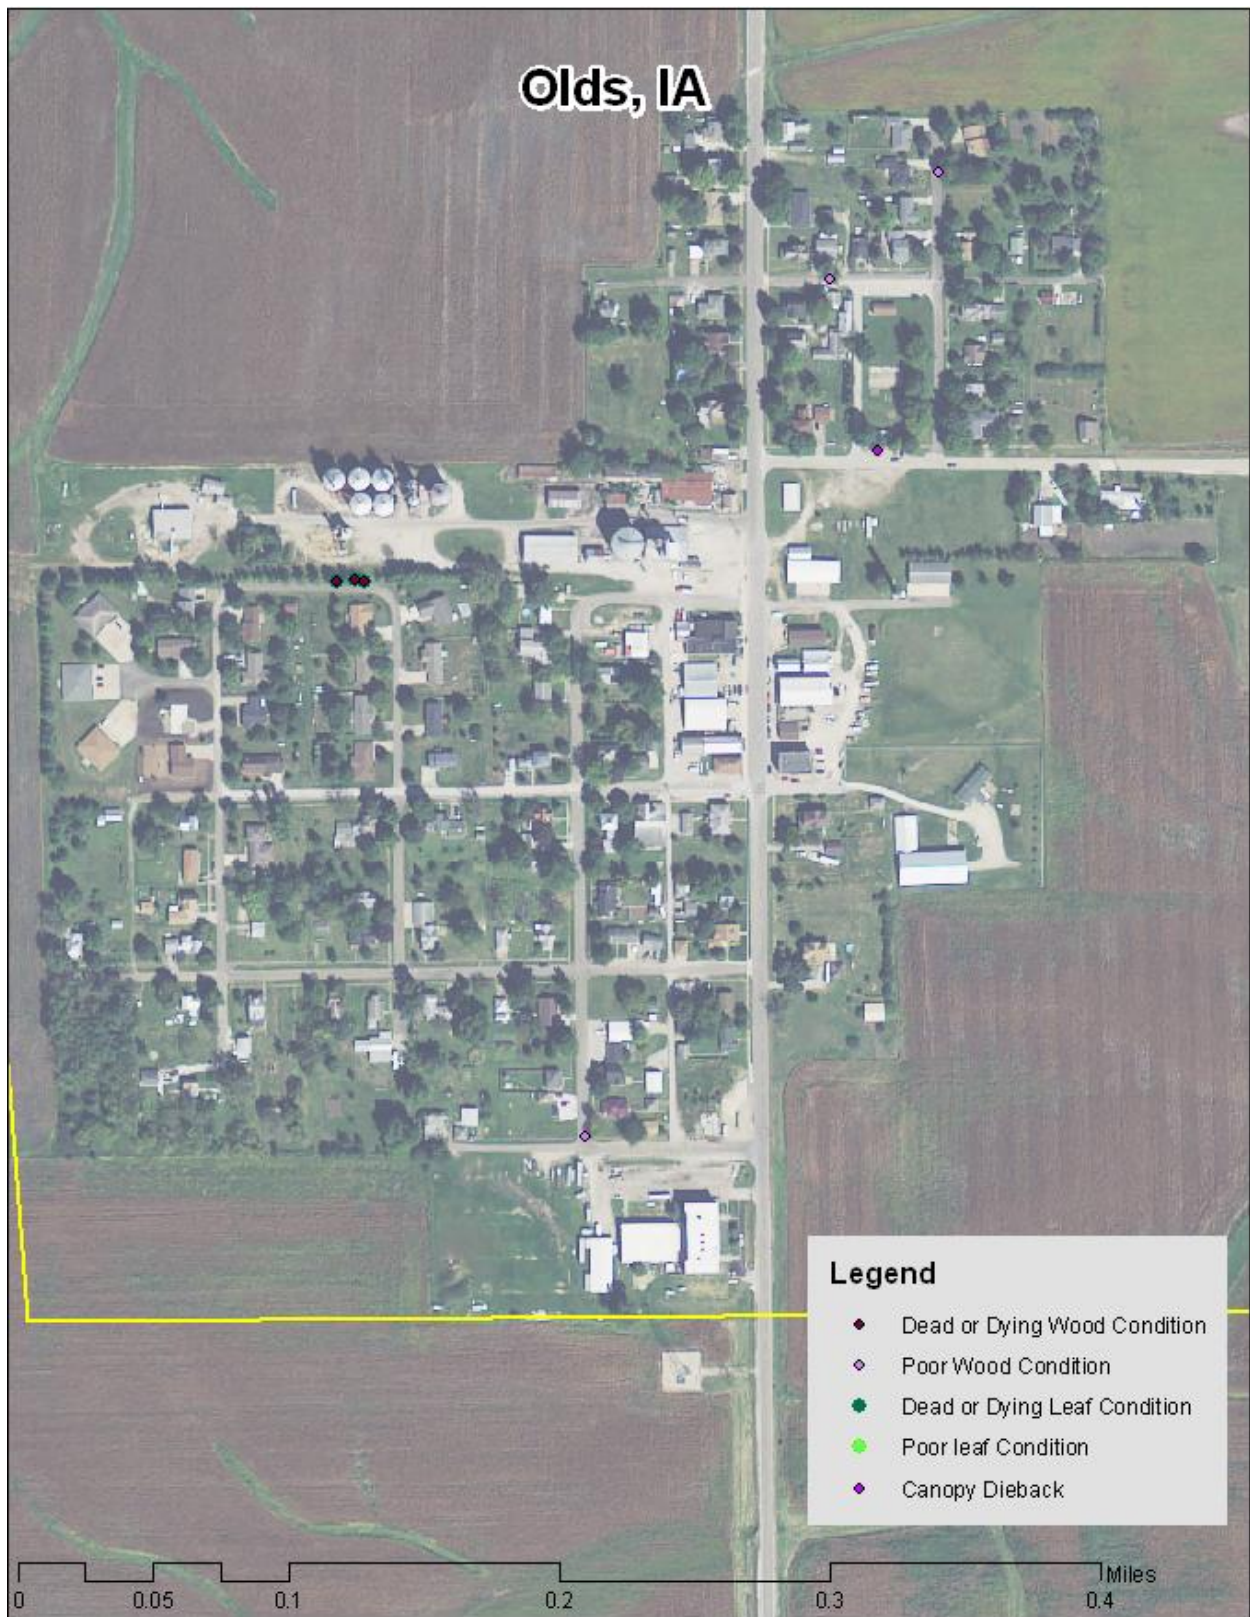 Olds, IA
Legend
Dead or Dying Wood Condition
Poor Wood Condition
Dead or Dying Leaf Condition
Poor leaf Condition
Canopy Dieback
Miles
0 0.05 0.1 0.2 0.3 0.4